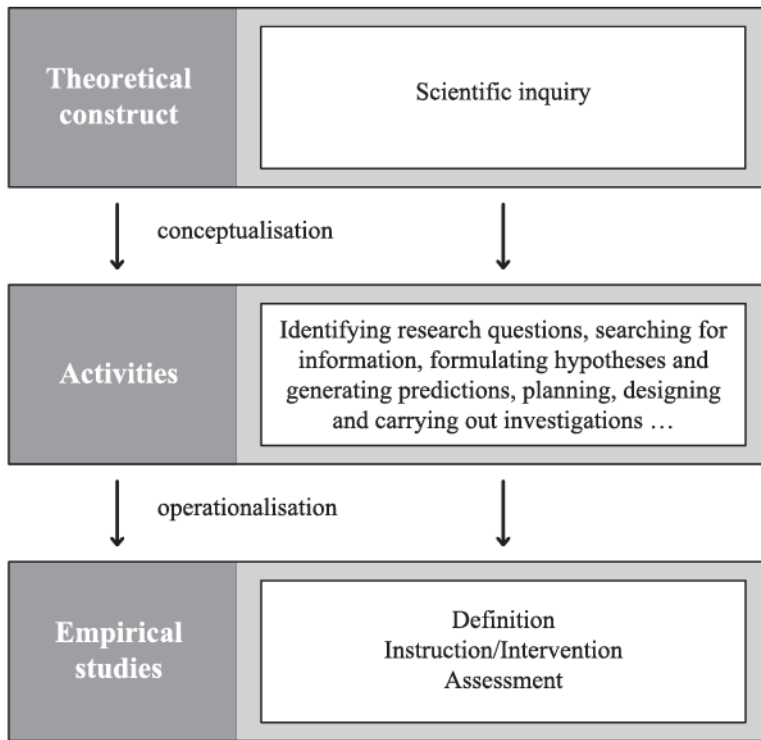 Theoretical
construct
Scientific inquiry
conceptualisation
Activities
Identifying research questions, searching for
information, formulating hypotheses and
generating predictions, planning, designing
and carrying out investigations …
operationalisation
Empirical
studies
Definition
Instruction/Intervention
Assessment